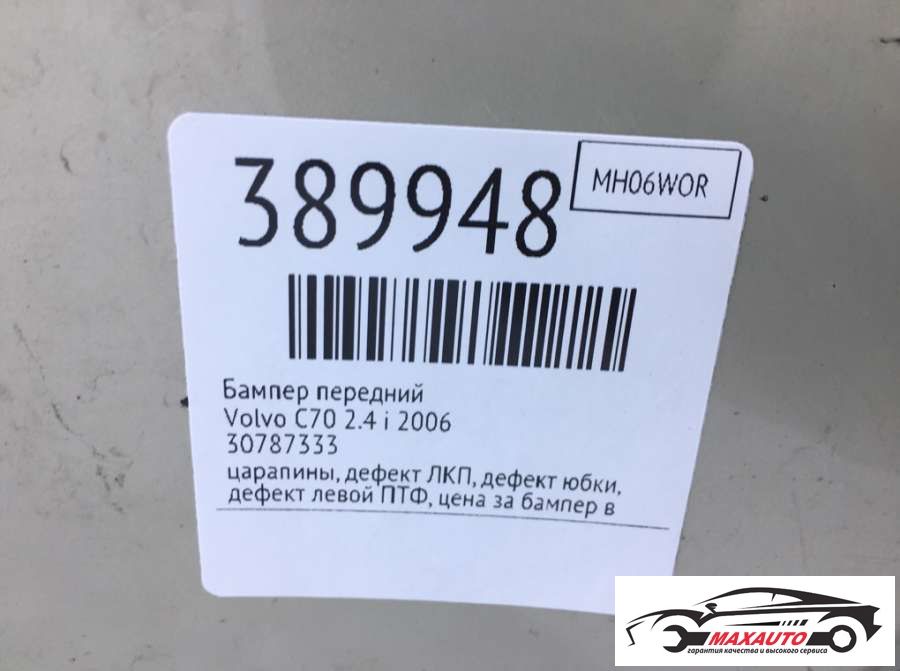 389948
MH06WOR
Бампер передний
Volvo C70 2.4 i 2006
30787333
царапины, дефект ЛКП, дефект юбки,
дефект левой ПТФ, цена за бампер в
MAXAUTO
гарантия качества и высокого сервиса